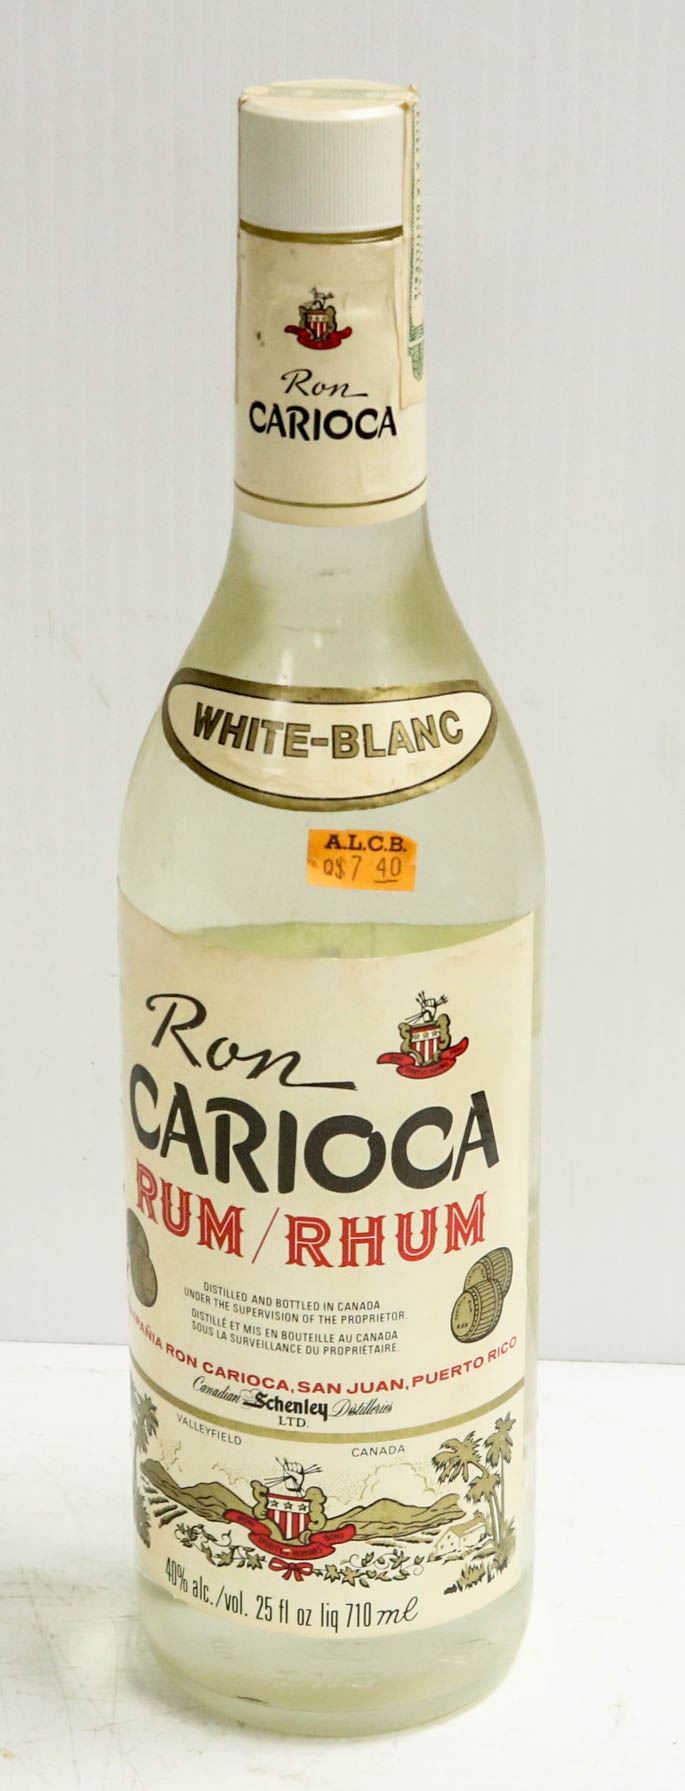 Ron
CARIOCA
WHITE-BLANC
A.L.C.B.
Q$7 40
Ron
CARIOCA
RUM/RHUM
DISTILLED AND BOTTLED IN CANADA
UNDER THE SUPERVISION OF THE PROPRIETOR.
DISTILLÉ ET MIS EN BOUTEILLE AU CANADA
SOUS LA SURVEILLANCE DU PROPRIÉTAIRE.
RON CARIOCA, SAN JUAN, PUERTO RICO
Canadian Schenley Distilleries
LTD.
VALLEYFIELD CANADA
40% alc./vol. 25 fl oz liq 710 ml